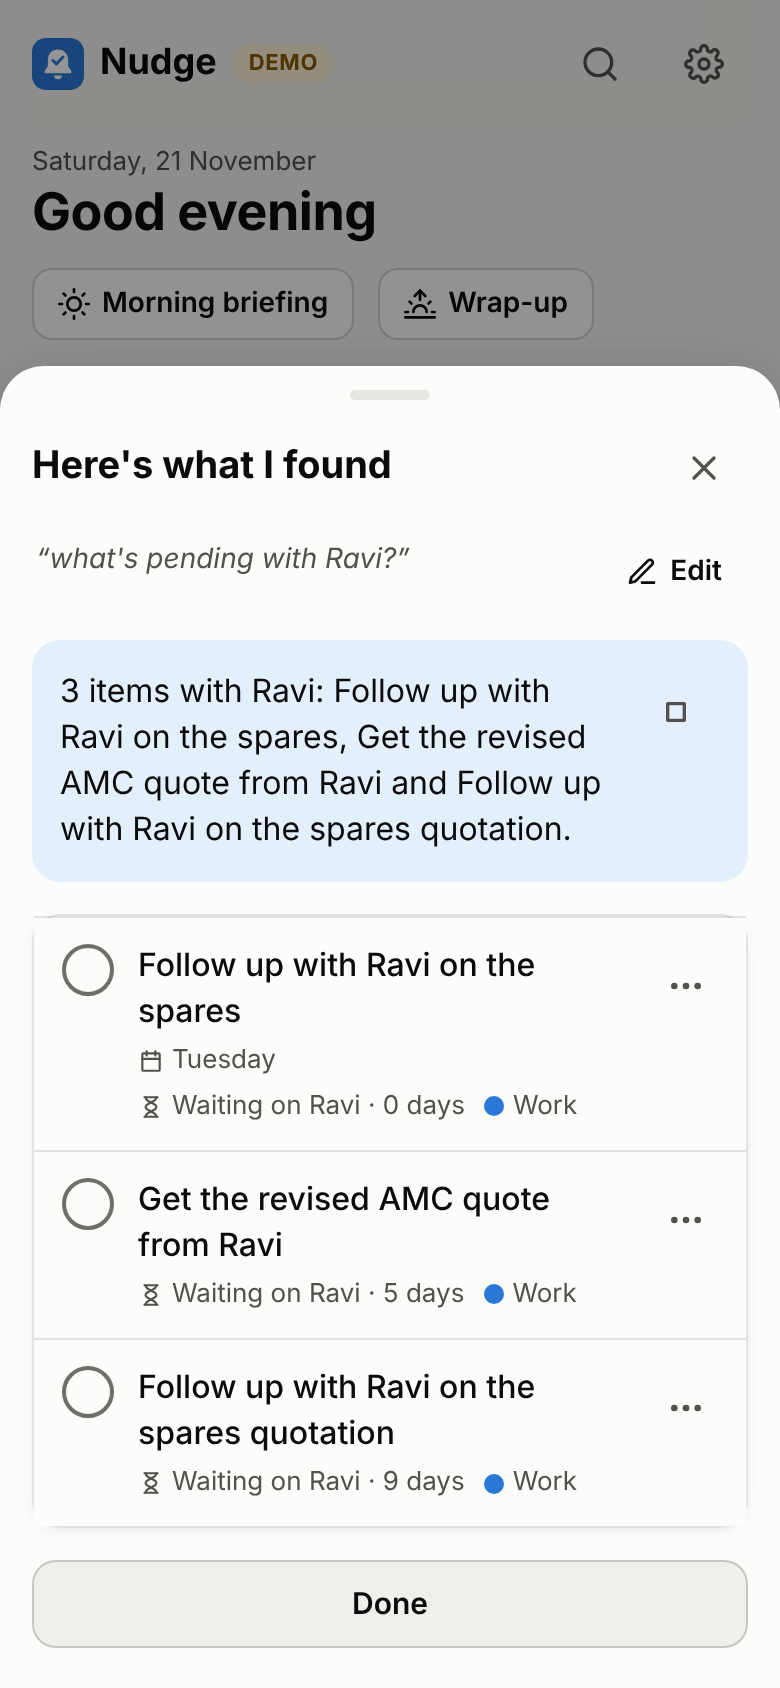 Nudge DEMO
Saturday, 21 November
Good evening
Morning briefing Wrap-up
Here's what I found
“what's pending with Ravi?”
Edit
3 items with Ravi: Follow up with
Ravi on the spares, Get the revised
AMC quote from Ravi and Follow up
with Ravi on the spares quotation.
Follow up with Ravi on the
spares
Tuesday
Waiting on Ravi · 0 days Work
Get the revised AMC quote
from Ravi
Waiting on Ravi · 5 days Work
Follow up with Ravi on the
spares quotation
Waiting on Ravi · 9 days Work
Done